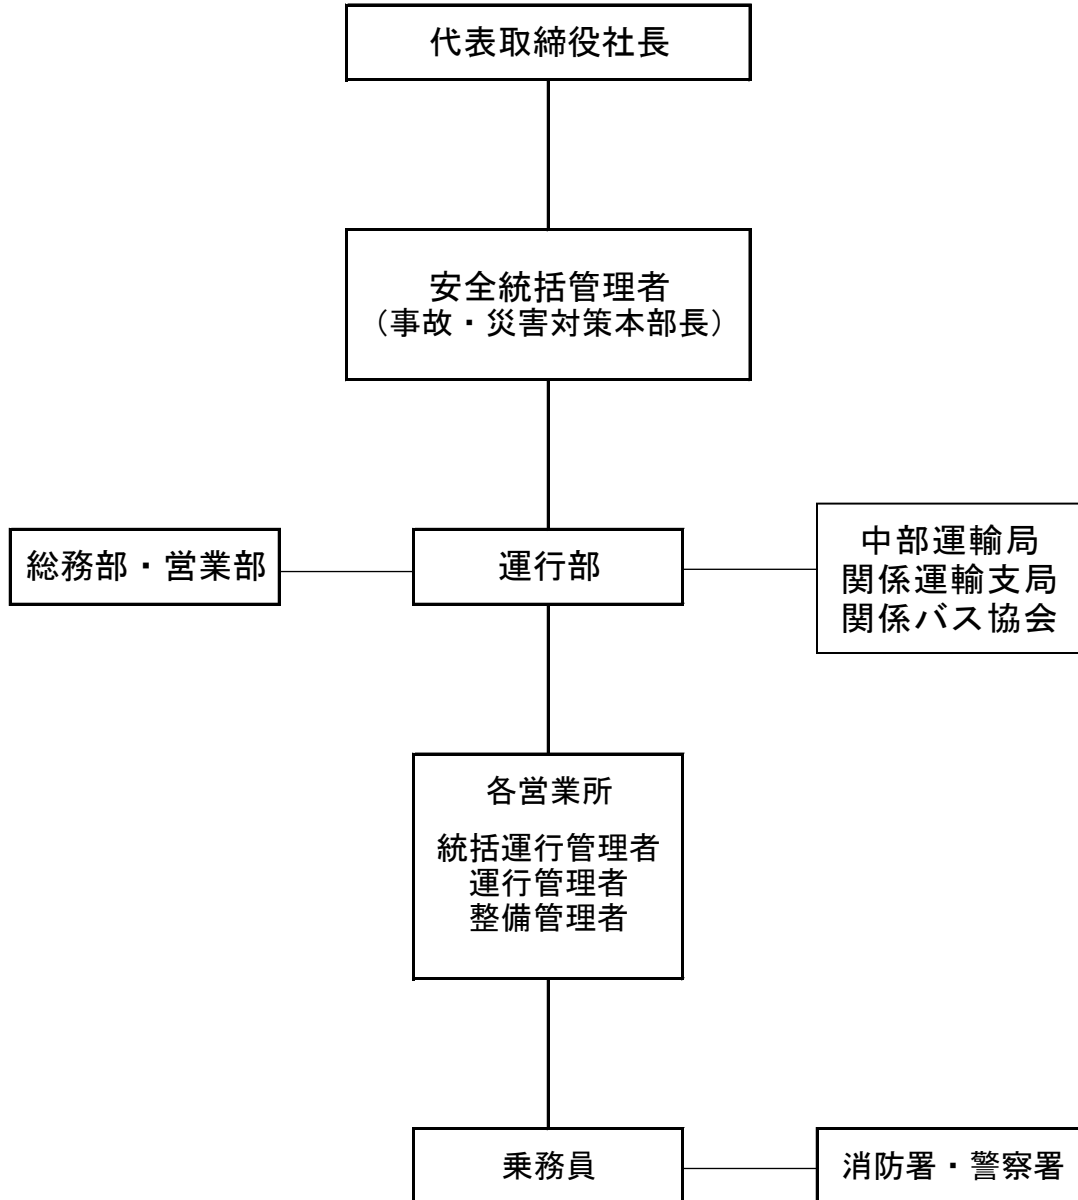 代表取締役社長
安全統括管理者
（事故・災害対策本部長）
総務部・営業部
運行部
中部運輸局
関係運輸支局
関係バス協会
各営業所
統括運行管理者
運行管理者
整備管理者
乗務員
消防署・警察署